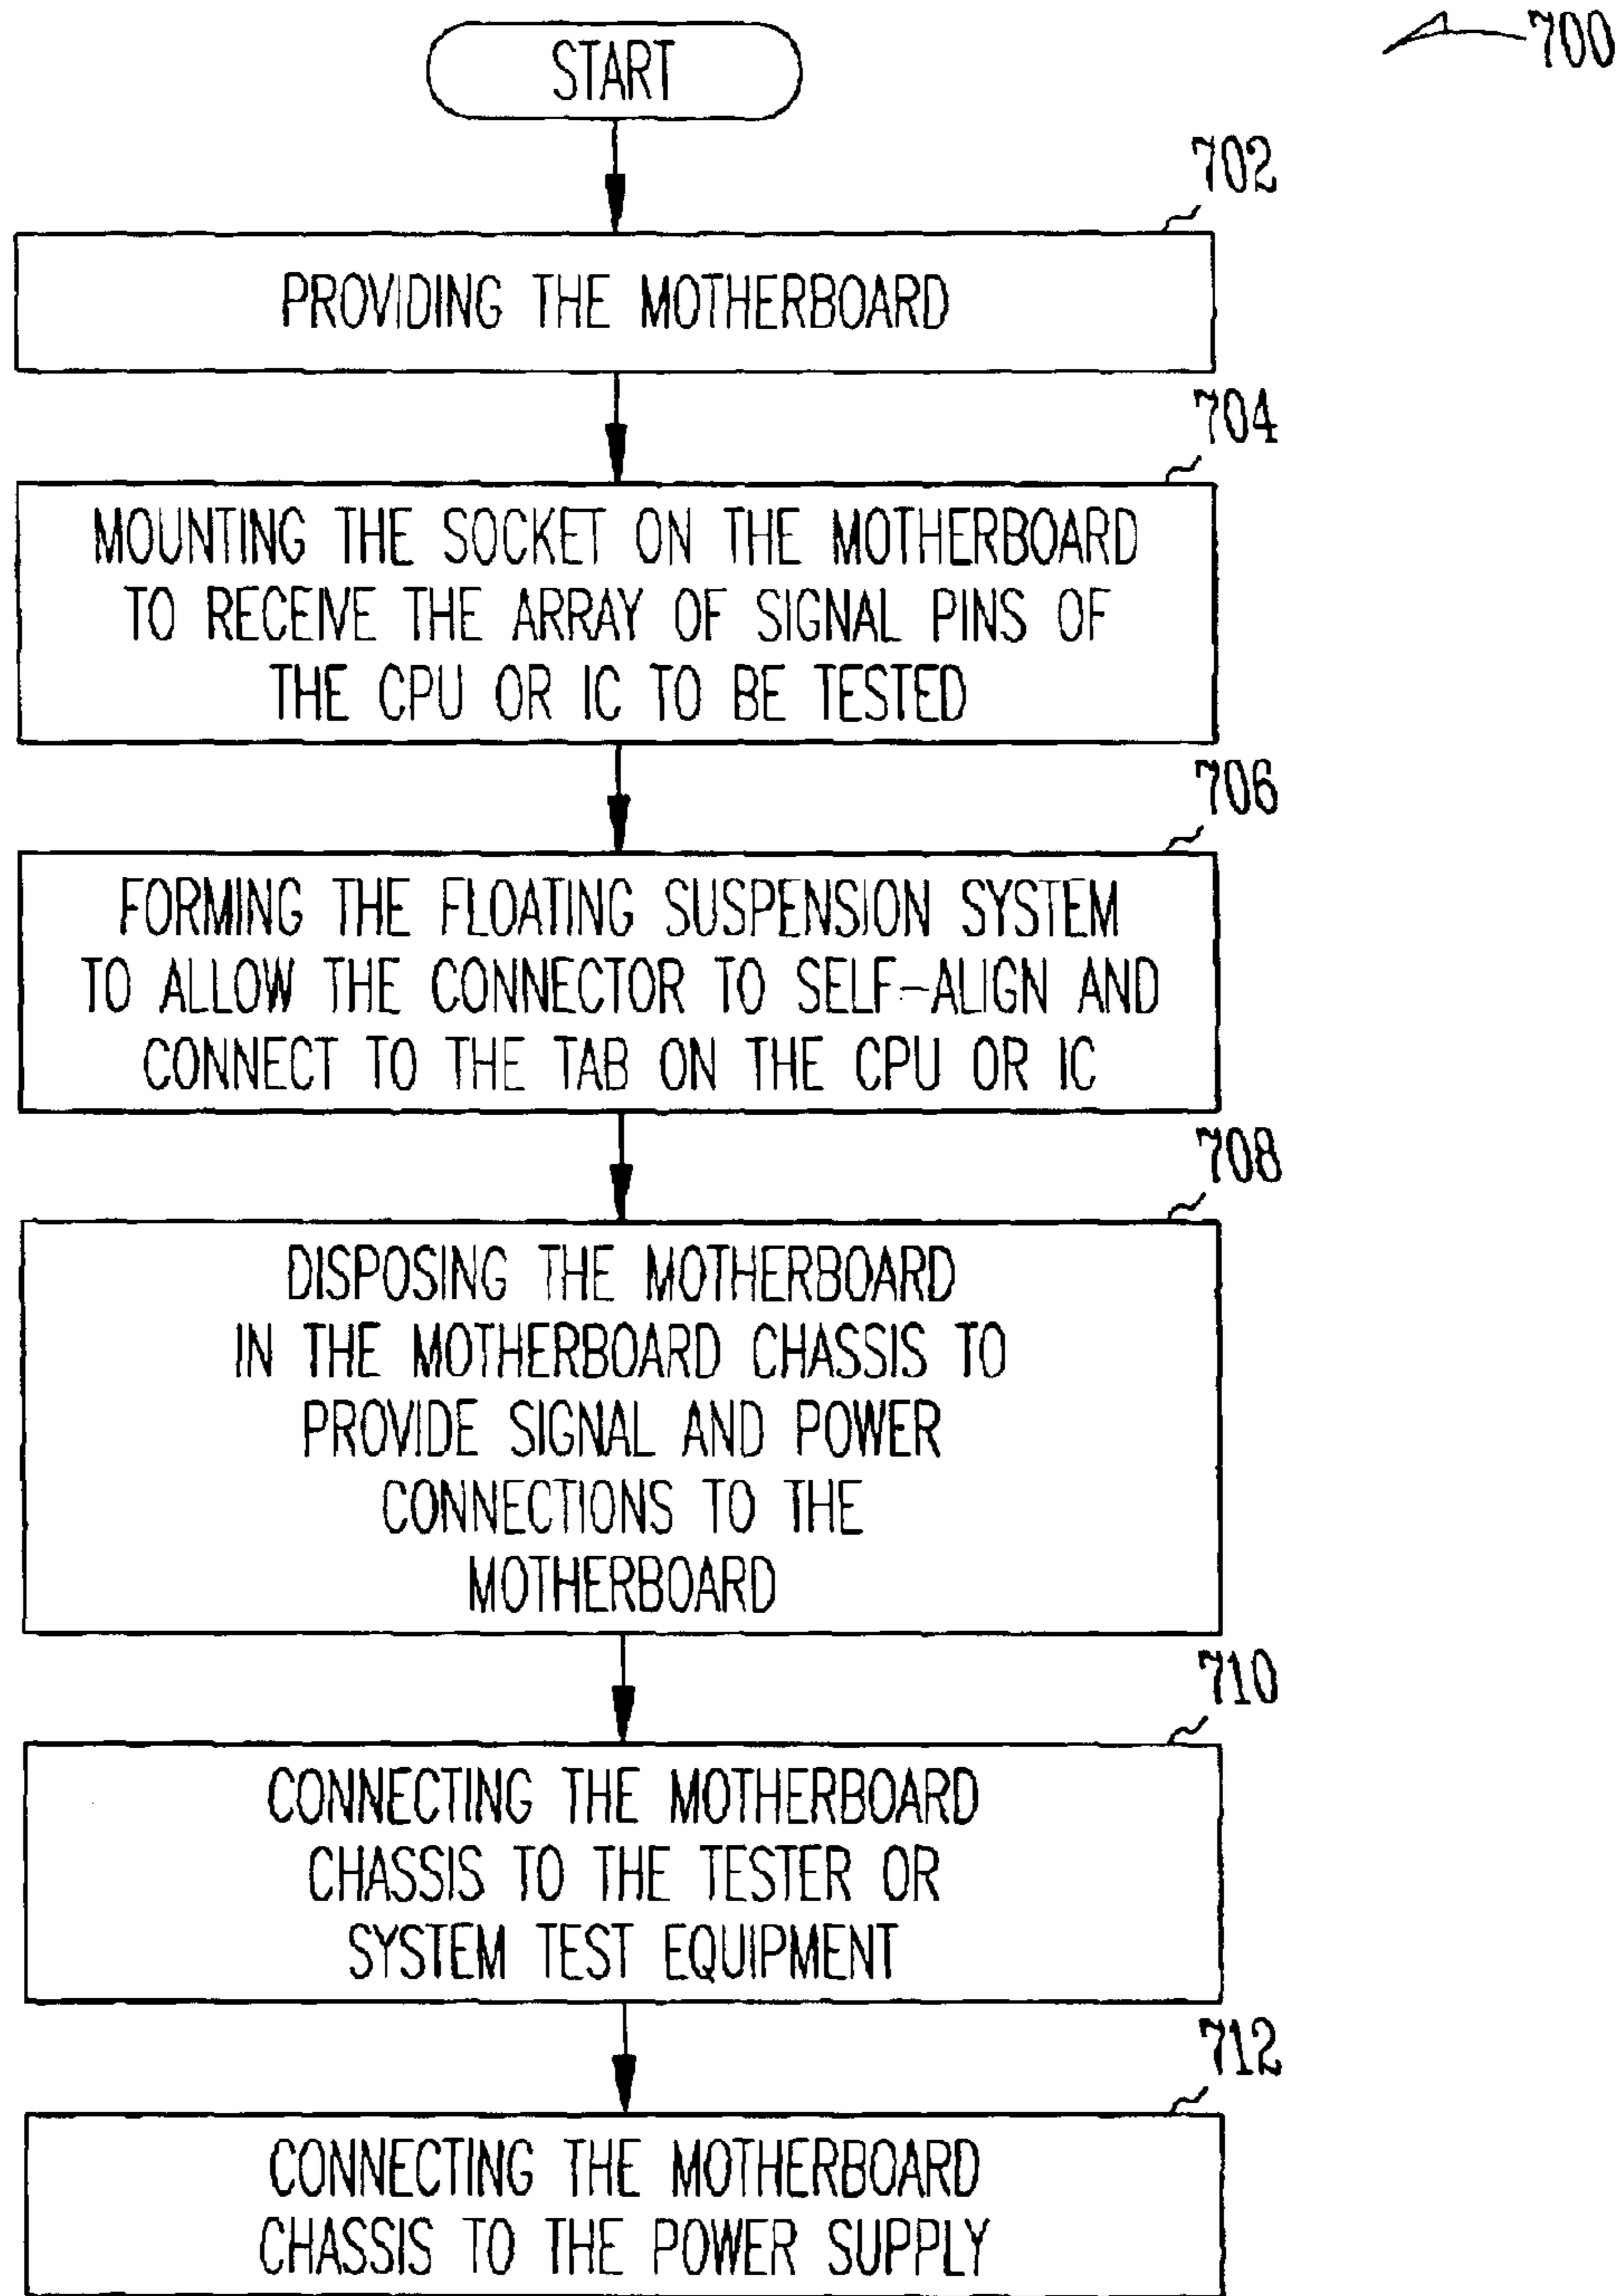 START
700
702
PROVIDING THE MOTHERBOARD
704
MOUNTING THE SOCKET ON THE MOTHERBOARD
TO RECEIVE THE ARRAY OF SIGNAL PINS OF
THE CPU OR IC TO BE TESTED
706
FORMING THE FLOATING SUSPENSION SYSTEM
TO ALLOW THE CONNECTOR TO SELF-ALIGN AND
CONNECT TO THE TAB ON THE CPU OR IC
708
DISPOSING THE MOTHERBOARD
IN THE MOTHERBOARD CHASSIS TO
PROVIDE SIGNAL AND POWER
CONNECTIONS TO THE
MOTHERBOARD
710
CONNECTING THE MOTHERBOARD
CHASSIS TO THE TESTER OR
SYSTEM TEST EQUIPMENT
712
CONNECTING THE MOTHERBOARD
CHASSIS TO THE POWER SUPPLY